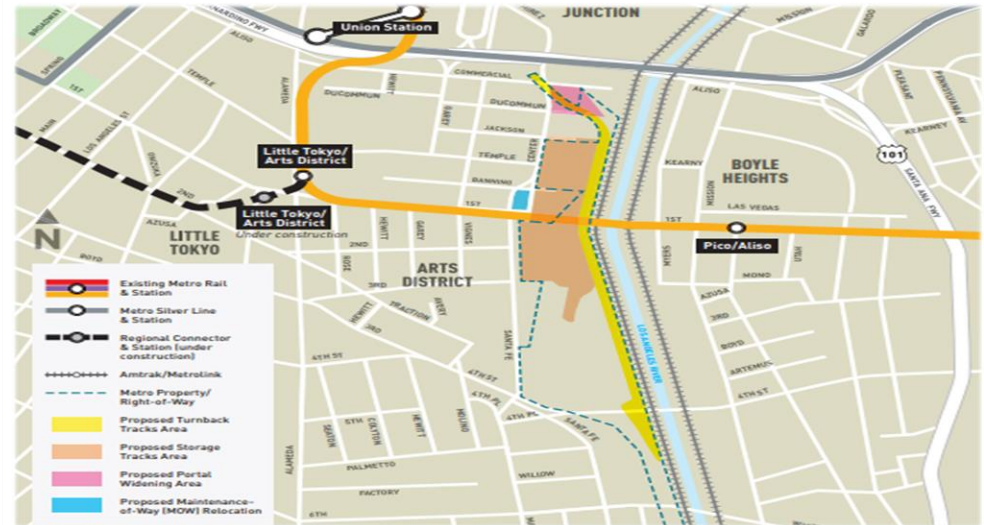 JUNCTION
BROADWAY
NARDINO FWY
Union Station
MISSION
GALARDO
SPRING
ALISO
1ST
TEMPLE
ALAMEDA
HEWITT
COMMERCIAL
DUCOMMUN
DUCOMMUN
GAREY
JACKSON
ALISO
PLEASANT
PENNSYLVANIA AV
KEARNEY
MAIN
LOS ANGELES ST
Little Tokyo/
Arts District
CENTER
TEMPLE
BANNING
KEARNY
BOYLE
HEIGHTS
101
SANTA ANA FWY
ONIZUKA
2ND
MISSION
LAS VEGAS
1ST
1ST
Little Tokyo/
Arts District
Under construction
AZUSA
N
LITTLE
TOKYO
HEWITT
GAREY
VIGNES
2ND
ROSE
Pico/Aliso
MYERS
UTAH
BOYD
ARTS
DISTRICT
MONO
3RD
AZUSA
HEWITT
TRACTION
AVERY
3RD
3RD
SANTA FE
LOS ANGELES RIVER
BOYD
4TH ST
ARTEMUS
4TH ST
4TH ST
4TH PL
4TH PL
SANTA FE
Existing Metro Rail
& Station
Metro Silver Line
& Station
Regional Connector
& Station (under
construction)
Amtrak/Metrolink
Metro Property/
Right-of-Way
Proposed Turnback
Tracks Area
Proposed Storage
Tracks Area
Proposed Portal
Widening Area
Proposed Maintenance-
of-Way (MOW) Relocation
5TH
SEATON
COLYTON
HEWITT
MOLINO
ALAMEDA
PALMETTO
WILLOW
FACTORY
6TH